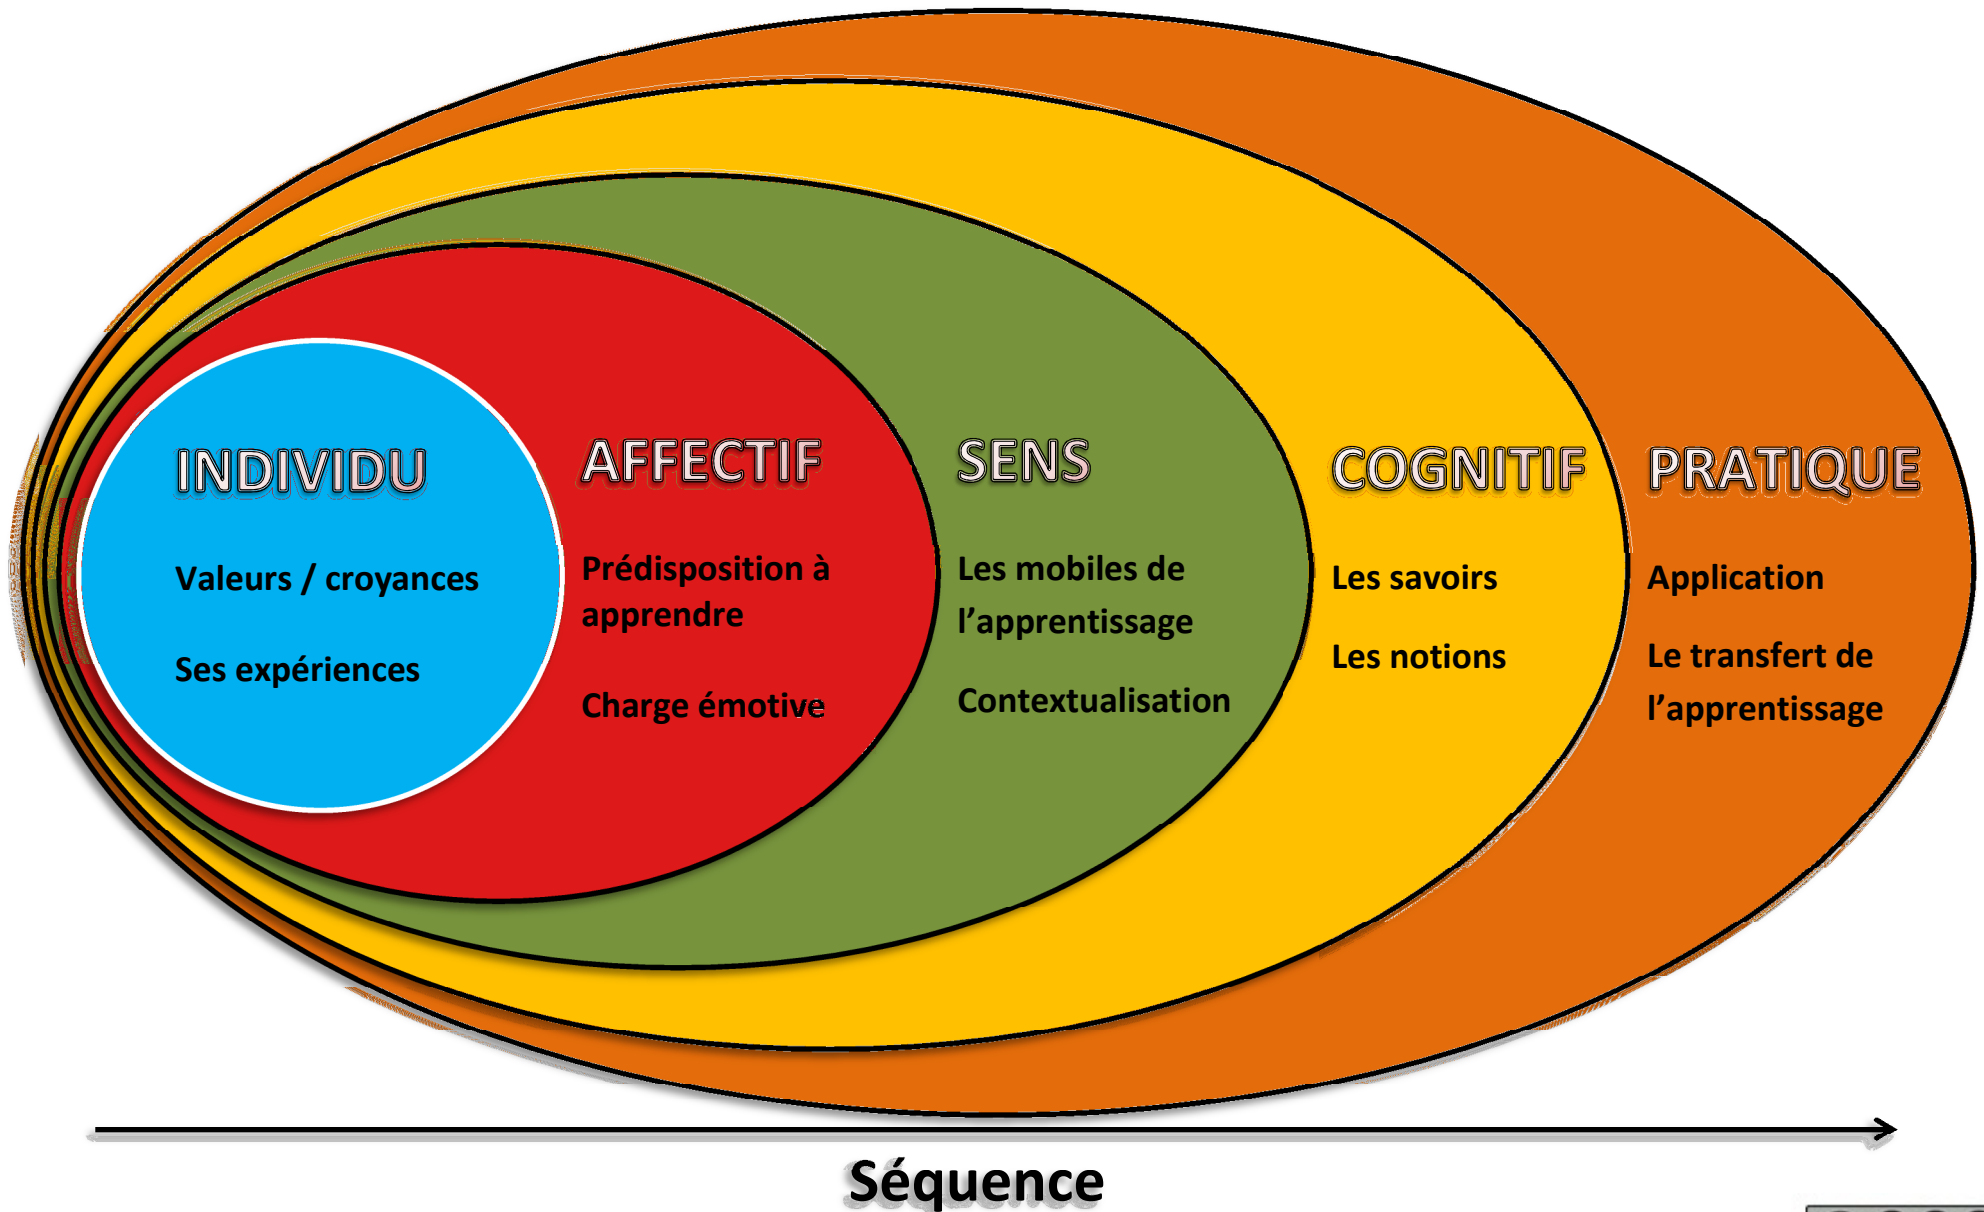 INDIVIDU
Valeurs / croyances
Ses expériences
AFFECTIF
Prédisposition à
apprendre
Charge émotive
SENS
Les mobiles de
l’apprentissage
Contextualisation
COGNITIF
Les savoirs
Les notions
PRATIQUE
Application
Le transfert de
l’apprentissage
Séquence